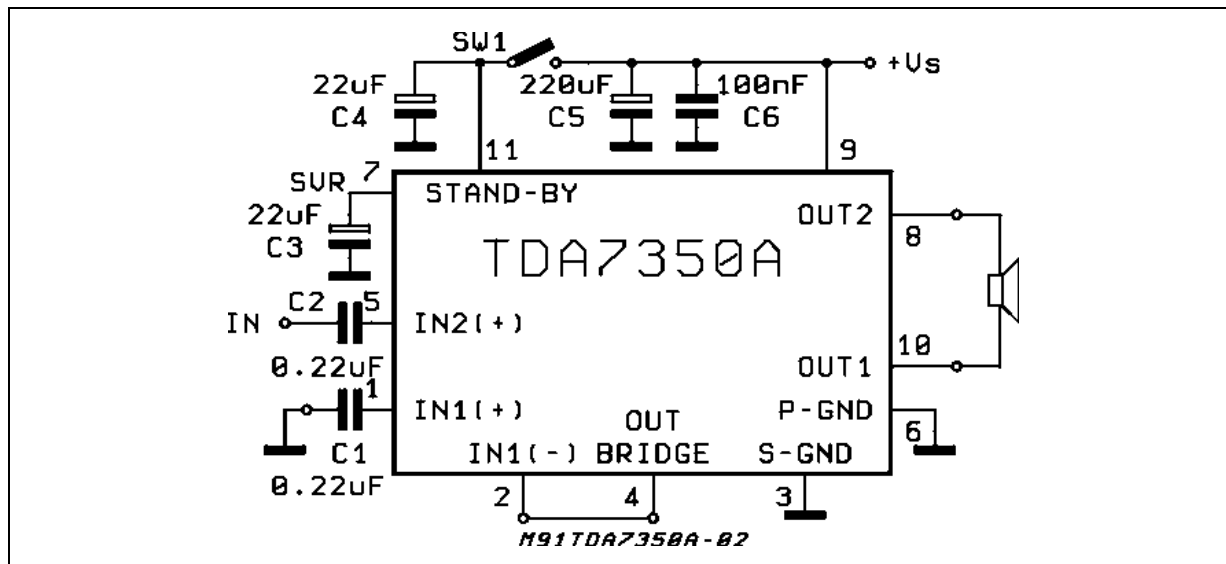 SW1
+Vs
22uF
C4
220uF
C5
100nF
C6
11
9
SVR
7
STAND-BY
22uF
C3
OUT2
8
TDA7350A
C2
5
IN
IN2(+)
0.22uF
10
OUT1
1
IN1(+)
P-GND
6
C1
0.22uF
OUT
BRIDGE
IN1(-)
S-GND
2
4
3
M91TDA7350A-02